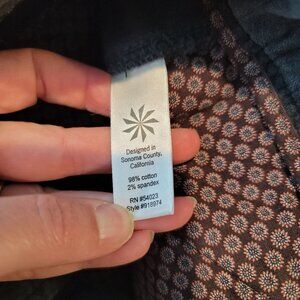 Designed in
Sonoma County,
California
98% cotton
2% spandex
RN #54023
Style #918974